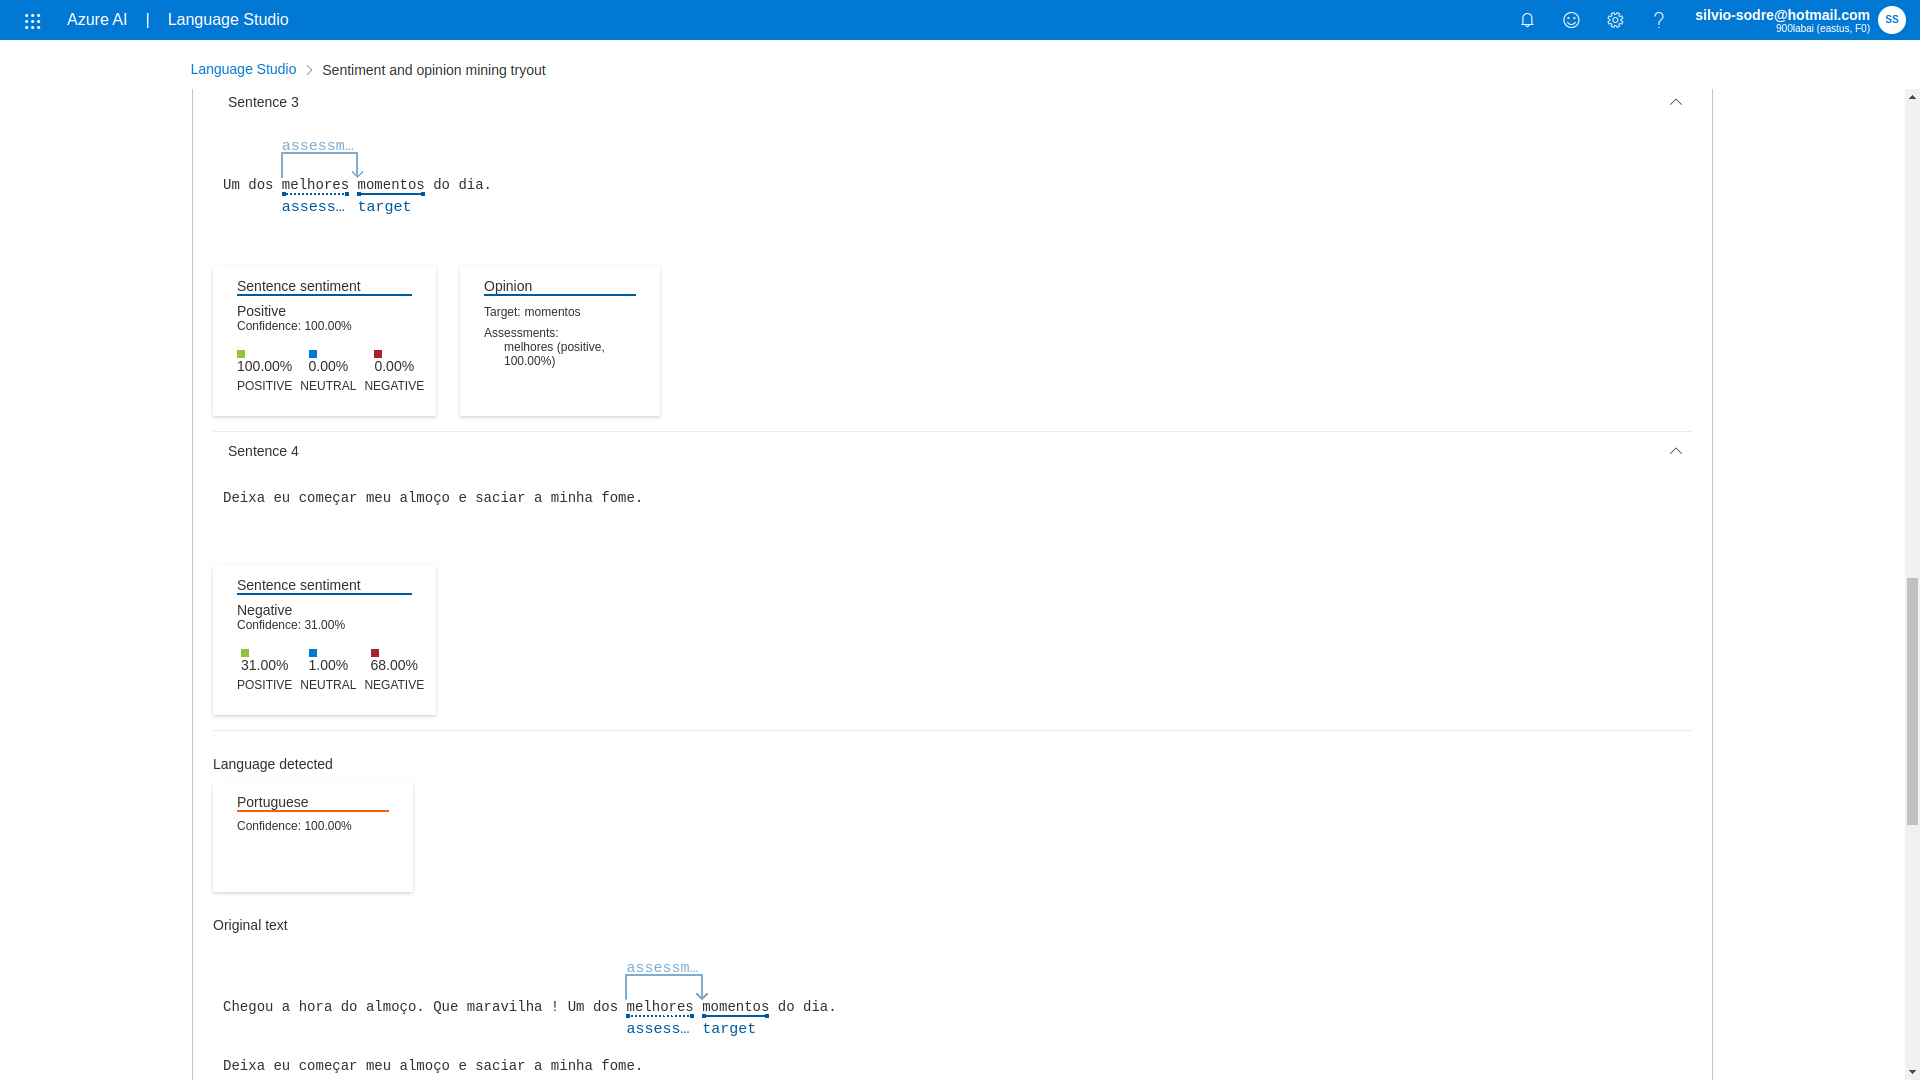 Azure AI | Language Studio
silvio-sodre@hotmail.com
900labai (eastus, F0)
SS
Language Studio > Sentiment and opinion mining tryout
Sentence 3
assessm…
Um dos melhores momentos do dia.
assess… target
Sentence sentiment
Positive
Confidence: 100.00%
100.00% 0.00% 0.00%
POSITIVE NEUTRAL NEGATIVE
Opinion
Target: momentos
Assessments:
melhores (positive,
100.00%)
Sentence 4
Deixa eu começar meu almoço e saciar a minha fome.
Sentence sentiment
Negative
Confidence: 31.00%
31.00% 1.00% 68.00%
POSITIVE NEUTRAL NEGATIVE
Language detected
Portuguese
Confidence: 100.00%
Original text
assessm…
Chegou a hora do almoço. Que maravilha ! Um dos melhores momentos do dia.
assess… target
Deixa eu começar meu almoço e saciar a minha fome.